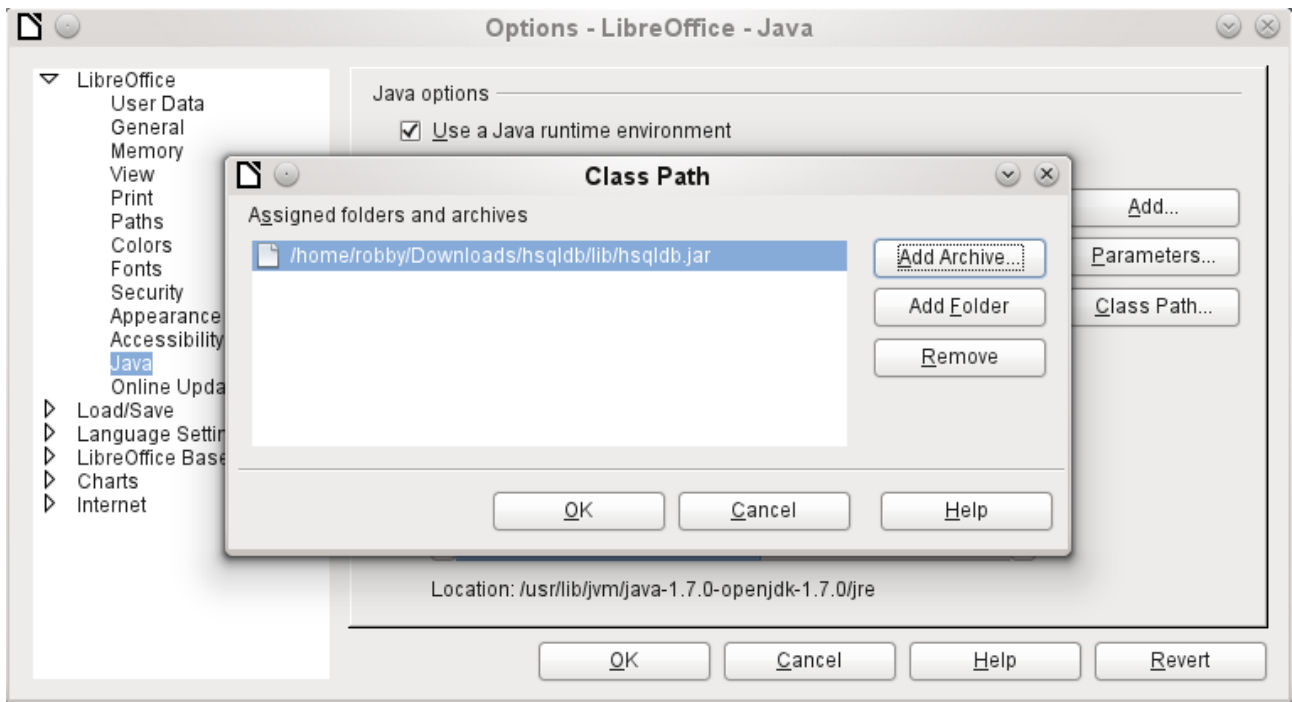 Options - LibreOffice - Java
LibreOffice
User Data
General
Memory
View
Print
Paths
Colors
Fonts
Security
Appearance
Accessibility
Java
Online Upda
Load/Save
Language Settin
LibreOffice Base
Charts
Internet
Java options
Use a Java runtime environment
Add...
Parameters...
Class Path...
Class Path
Assigned folders and archives
/home/robby/Downloads/hsqldb/lib/hsqldb.jar
Add Archive...
Add Folder
Remove
OK
Cancel
Help
Location: /usr/lib/jvm/java-1.7.0-openjdk-1.7.0/jre
OK
Cancel
Help
Revert